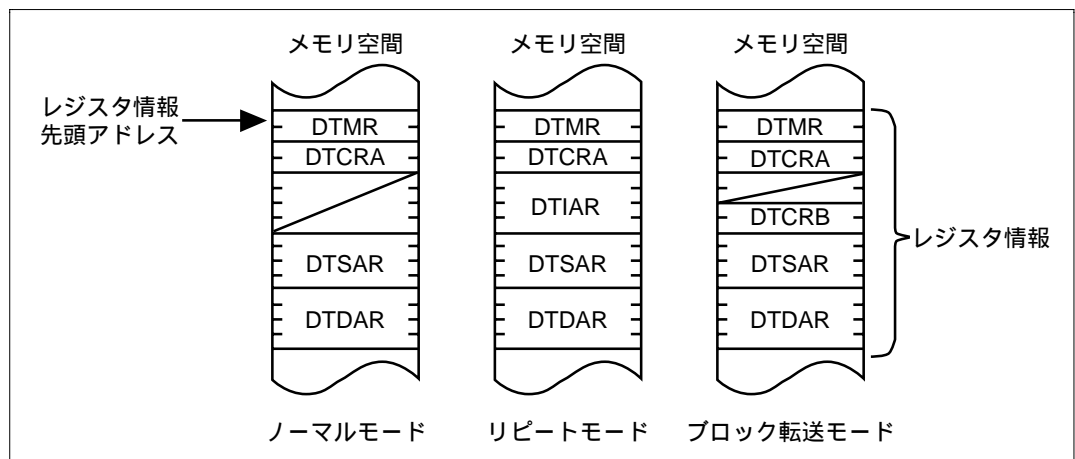 メモリ空間
メモリ空間
メモリ空間
レジスタ情報
先頭アドレス
DTMR
DTCRA
DTSAR
DTDAR
DTMR
DTCRA
DTIAR
DTSAR
DTDAR
DTMR
DTCRA
DTCRB
DTSAR
DTDAR
レジスタ情報
ノーマルモード
リピートモード
ブロック転送モード